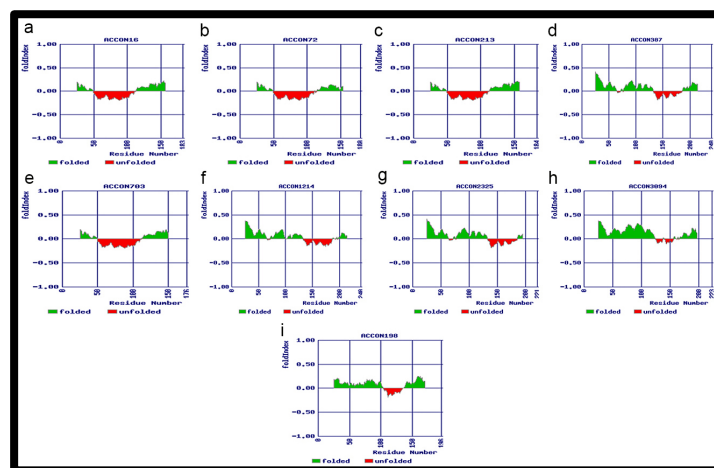 a
ACCON16
foldIndex
1.00
0.50
0.00
-0.50
-1.00
0
50
100
150
183
Residue Number
folded
unfolded
b
ACCON72
foldIndex
1.00
0.50
0.00
-0.50
-1.00
0
50
100
150
Residue Number
folded
unfolded
c
ACCON213
foldIndex
1.00
0.50
0.00
-0.50
-1.00
0
50
100
150
184
Residue Number
folded
unfolded
d
ACCON387
foldIndex
1.00
0.50
0.00
-0.50
-1.00
0
50
100
150
200
Residue Number
folded
unfolded
e
ACCON703
foldIndex
1.00
0.50
0.00
-0.50
-1.00
0
50
100
150
Residue Number
folded
unfolded
f
ACCON1214
foldIndex
1.00
0.50
0.00
-0.50
-1.00
0
50
100
150
200
Residue Number
folded
unfolded
g
ACCON2325
foldIndex
1.00
0.50
0.00
-0.50
-1.00
0
50
100
150
200
221
Residue Number
folded
unfolded
h
ACCON3894
foldIndex
1.00
0.50
0.00
-0.50
-1.00
0
50
100
150
200
223
Residue Number
folded
unfolded
i
ACCON198
foldIndex
1.00
0.50
0.00
-0.50
-1.00
0
50
100
150
196
Residue Number
folded
unfolded